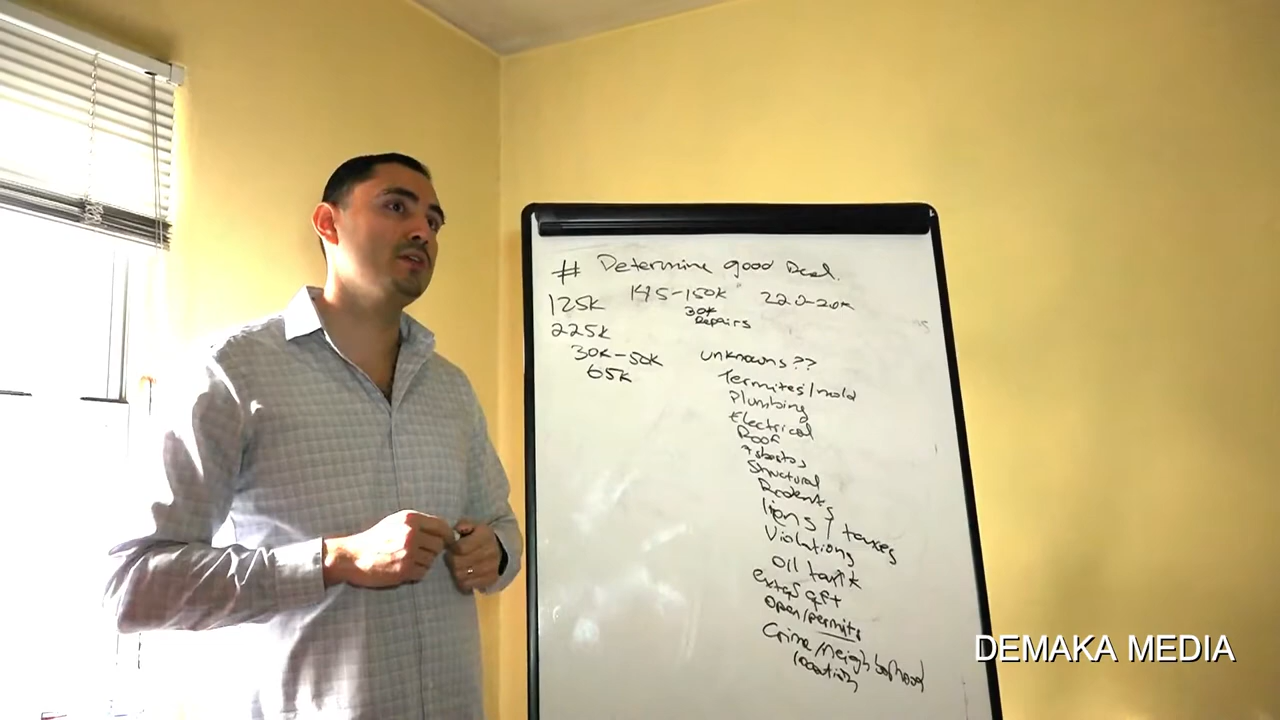 # Determine good Deal.
125k 145-150k 220-20k
30k
Repairs
225k
30k-50k
65k
unknowns??
Termites/mold
Plumbing
Electrical
Roof
Asbestos
Structural
Rodents
liens / taxes
Violations
Oil tank
extra sqft
Open/permits
Crime/neighborhood
location
DEMAKA MEDIA